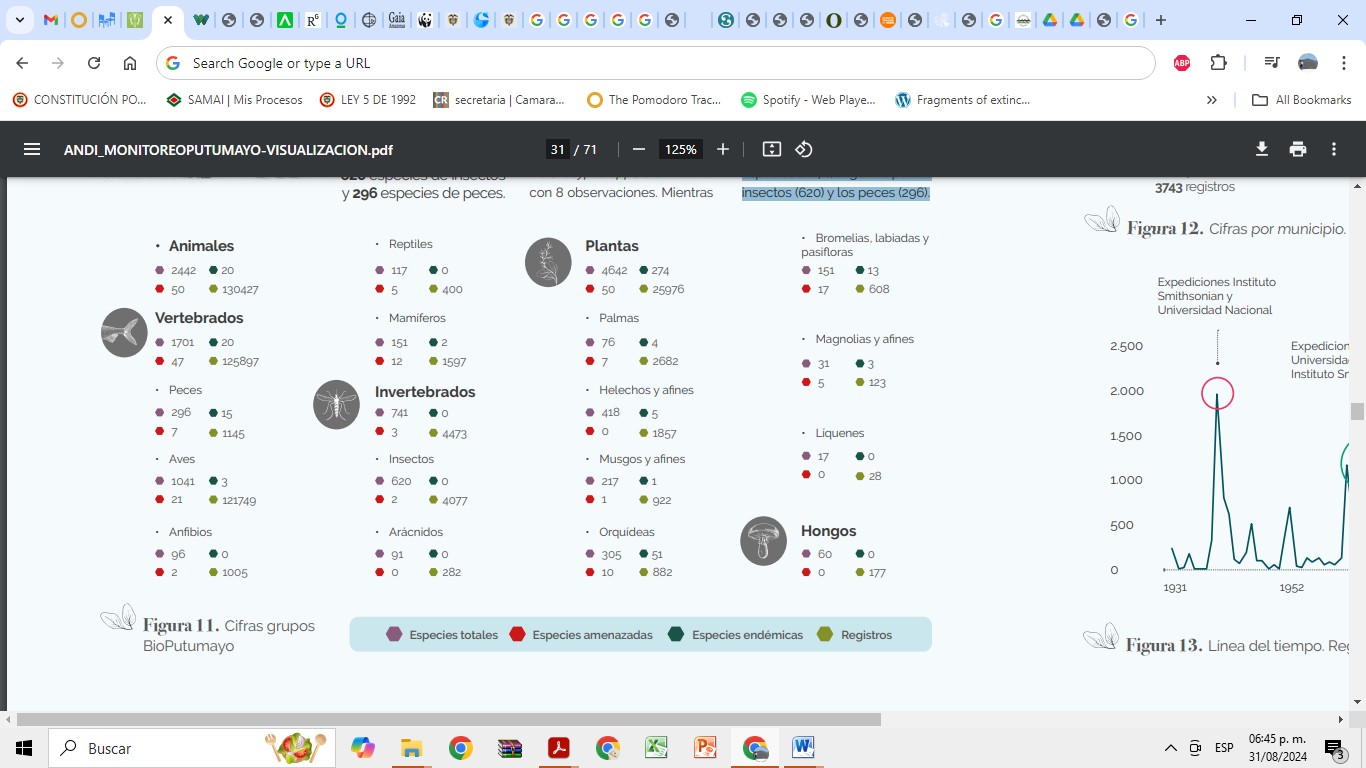 Search Google or type a URL
CONSTITUCIÓN PO...
SAMAI | Mis Procesos
LEY 5 DE 1992
secretaria | Camara...
The Pomodoro Trac...
Spotify - Web Playe...
Fragments of extinc...
All Bookmarks
ANDI_MONITOREOPUTUMAYO-VISUALIZACION.pdf
31 / 71
125%
620 especies de insectos
y 296 especies de peces.
con 8 observaciones. Mientras
insectos (620) y los peces (296).
3743 registros
Figura 12. Cifras por municipio.
• Animales
2442 20
50 130427
Vertebrados
1701 20
47 125897
• Peces
296 15
7 1145
• Aves
1041 3
21 121749
• Anfibios
96 0
2 1005
• Reptiles
117 0
5 400
• Mamíferos
151 2
12 1597
Invertebrados
741 0
3 4473
• Insectos
620 0
2 4077
• Arácnidos
91 0
0 282
Plantas
4642 274
50 25976
• Palmas
76 4
7 2682
• Helechos y afines
418 5
0 1857
• Musgos y afines
217 1
1 922
• Orquídeas
305 51
10 882
• Bromelias, labiadas y
pasifloras
151 13
17 608
• Magnolias y afines
31 3
5 123
• Líquenes
17 0
0 28
Hongos
60 0
0 177
Figura 11. Cifras grupos
BioPutumayo
Especies totales Especies amenazadas Especies endémicas Registros
Expediciones Instituto
Smithsonian y
Universidad Nacional
Expedicion
Universida
Instituto Sr
2.500
2.000
1.500
1.000
500
0
1931 1952
Figura 13. Línea del tiempo. Re
Buscar
ESP
06:45 p. m.
31/08/2024
3